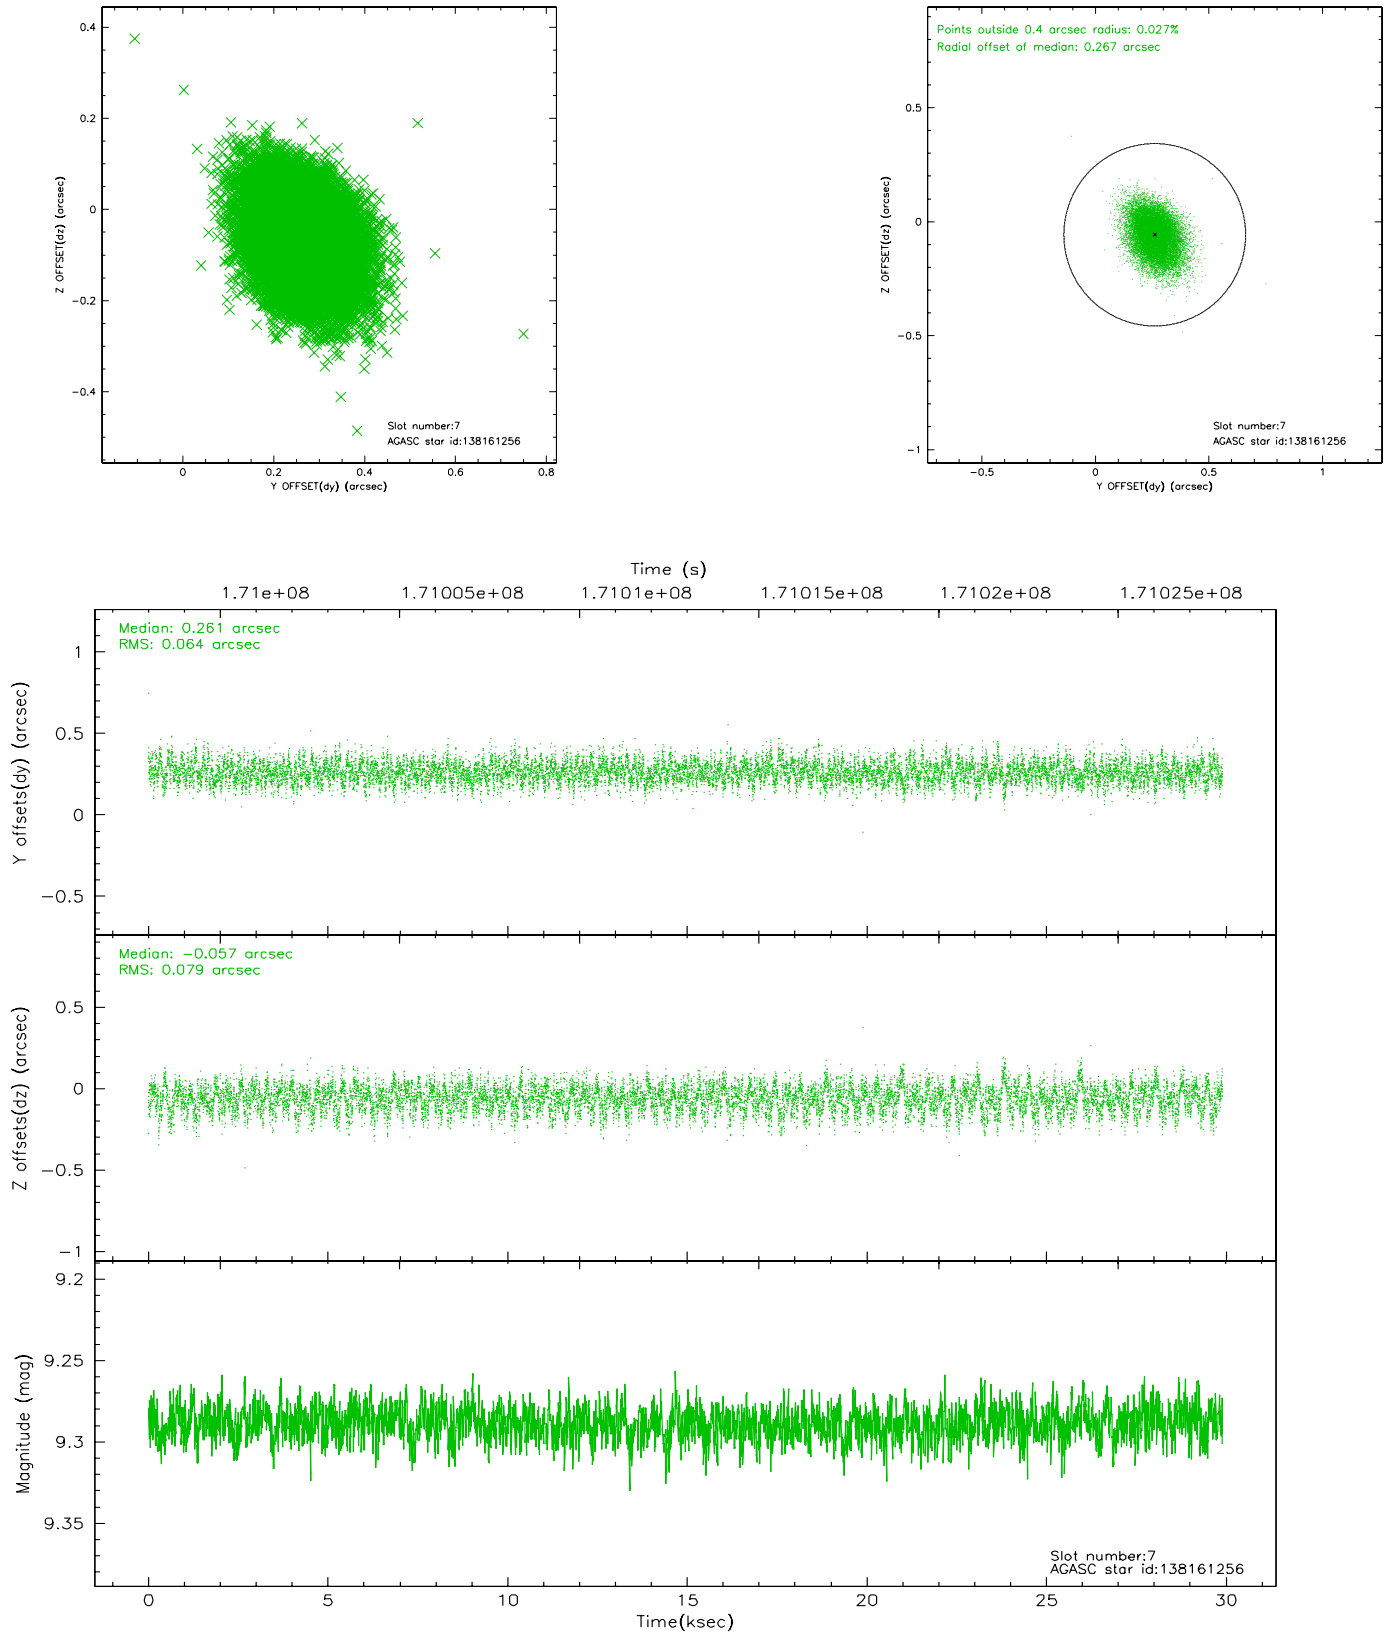 0.4
0.2
0
−0.2
−0.4
Z OFFSET(dz) (arcsec)
Slot number:7
AGASC star id:138161256
0 0.2 0.4 0.6 0.8
Y OFFSET(dy) (arcsec)
Points outside 0.4 arcsec radius: 0.027%
Radial offset of median: 0.267 arcsec
0.5
0
−0.5
−1
Z OFFSET(dz) (arcsec)
Slot number:7
AGASC star id:138161256
−0.5 0 0.5 1
Y OFFSET(dy) (arcsec)
Time (s)
1.71e+08 1.71005e+08 1.7101e+08 1.71015e+08 1.7102e+08 1.71025e+08
Median: 0.261 arcsec
RMS: 0.064 arcsec
1
0.5
0
−0.5
Y offsets(dy) (arcsec)
Median: −0.057 arcsec
RMS: 0.079 arcsec
0.5
0
−0.5
−1
Z offsets(dz) (arcsec)
9.2
9.25
9.3
9.35
Magnitude (mag)
Slot number:7
AGASC star id:138161256
0 5 10 15 20 25 30
Time(ksec)